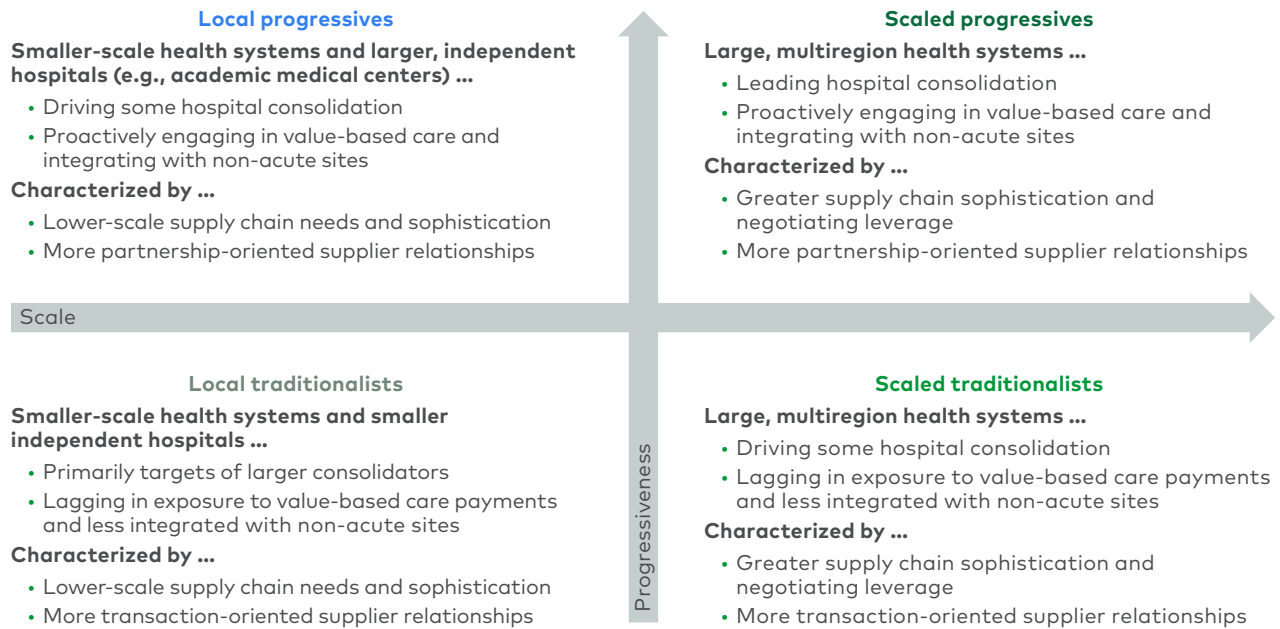 Local progressives
Smaller-scale health systems and larger, independent
hospitals (e.g., academic medical centers) ...
• Driving some hospital consolidation
• Proactively engaging in value-based care and
integrating with non-acute sites
Characterized by ...
• Lower-scale supply chain needs and sophistication
• More partnership-oriented supplier relationships
Scaled progressives
Large, multiregion health systems ...
• Leading hospital consolidation
• Proactively engaging in value-based care and
integrating with non-acute sites
Characterized by ...
• Greater supply chain sophistication and
negotiating leverage
• More partnership-oriented supplier relationships
Scale
Local traditionalists
Smaller-scale health systems and smaller
independent hospitals ...
• Primarily targets of larger consolidators
• Lagging in exposure to value-based care payments
and less integrated with non-acute sites
Characterized by ...
• Lower-scale supply chain needs and sophistication
• More transaction-oriented supplier relationships
Progressiveness
Scaled traditionalists
Large, multiregion health systems ...
• Driving some hospital consolidation
• Lagging in exposure to value-based care payments
and less integrated with non-acute sites
Characterized by ...
• Greater supply chain sophistication and
negotiating leverage
• More transaction-oriented supplier relationships